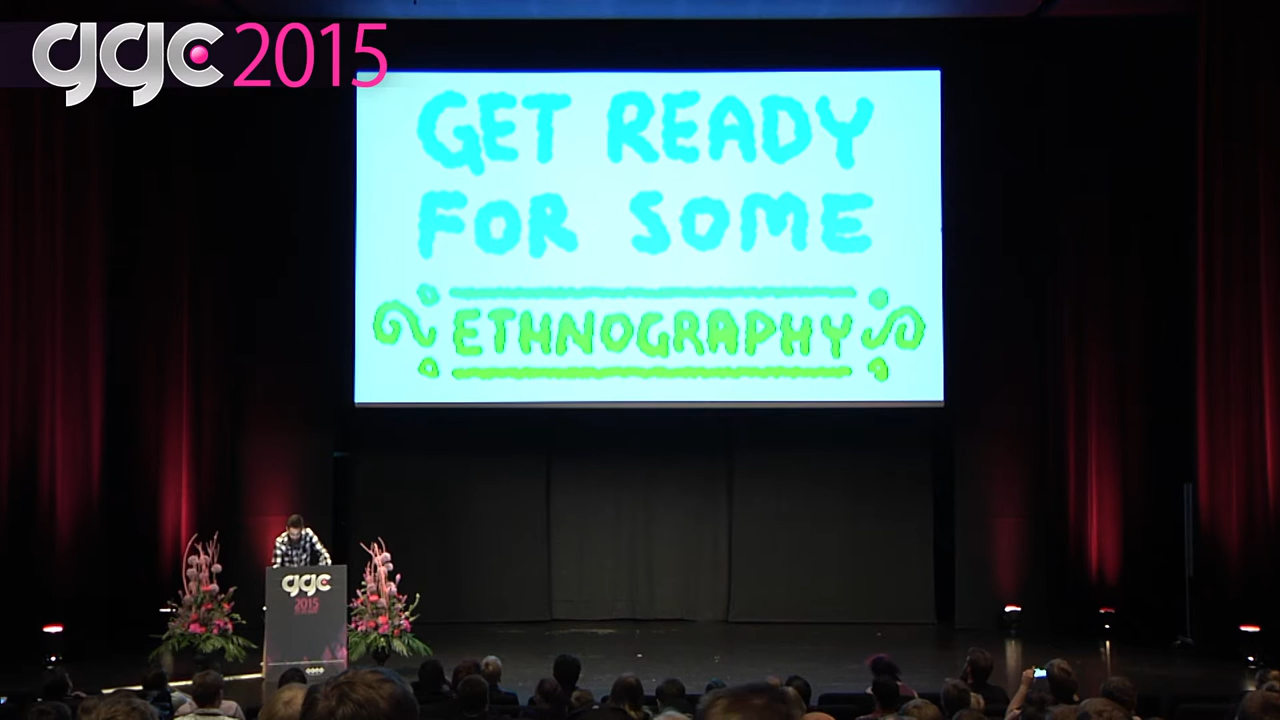 ggc 2015
GET READY
FOR SOME
ETHNOGRAPHY
ggc
2015